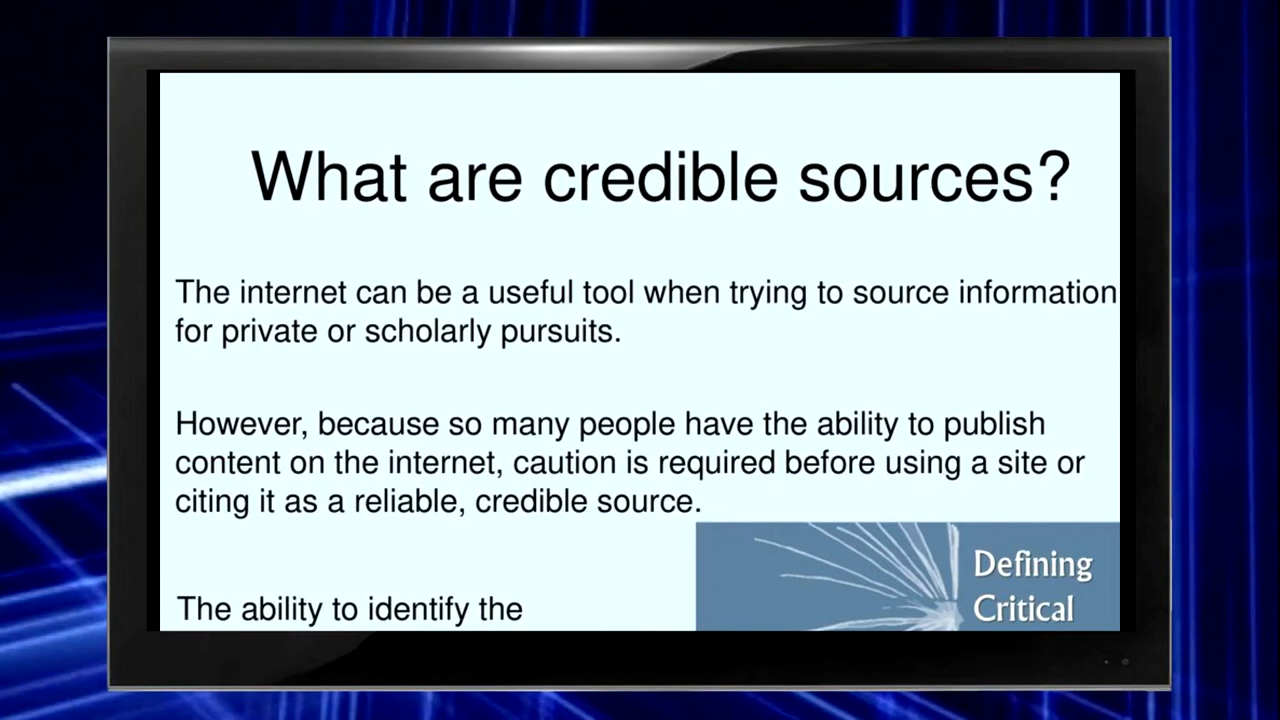 What are credible sources?
The internet can be a useful tool when trying to source information
for private or scholarly pursuits.
However, because so many people have the ability to publish
content on the internet, caution is required before using a site or
citing it as a reliable, credible source.
The ability to identify the
Defining
Critical